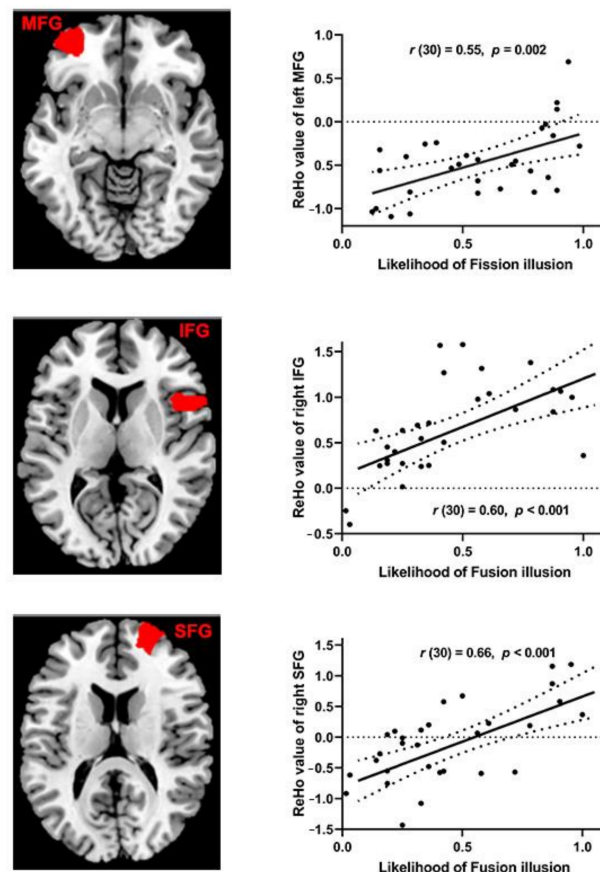 MFG
r (30) = 0.55, p = 0.002
ReHo value of left MFG
1.0
0.5
0.0
0.5
−1.0
0.0 0.5 1.0
Likelihood of Fission illusion
IFG
ReHo value of right IFG
1.5
1.0
0.5
0.0
−0.5
r (30) = 0.60, p < 0.001
0.0 0.5 1.0
Likelihood of Fusion illusion
SFG
r (30) = 0.66, p < 0.001
ReHo value of right SFG
1.5
1.0
0.5
0.0
−0.5
−1.0
−1.5
0.0 0.5 1.0
Likelihood of Fusion illusion